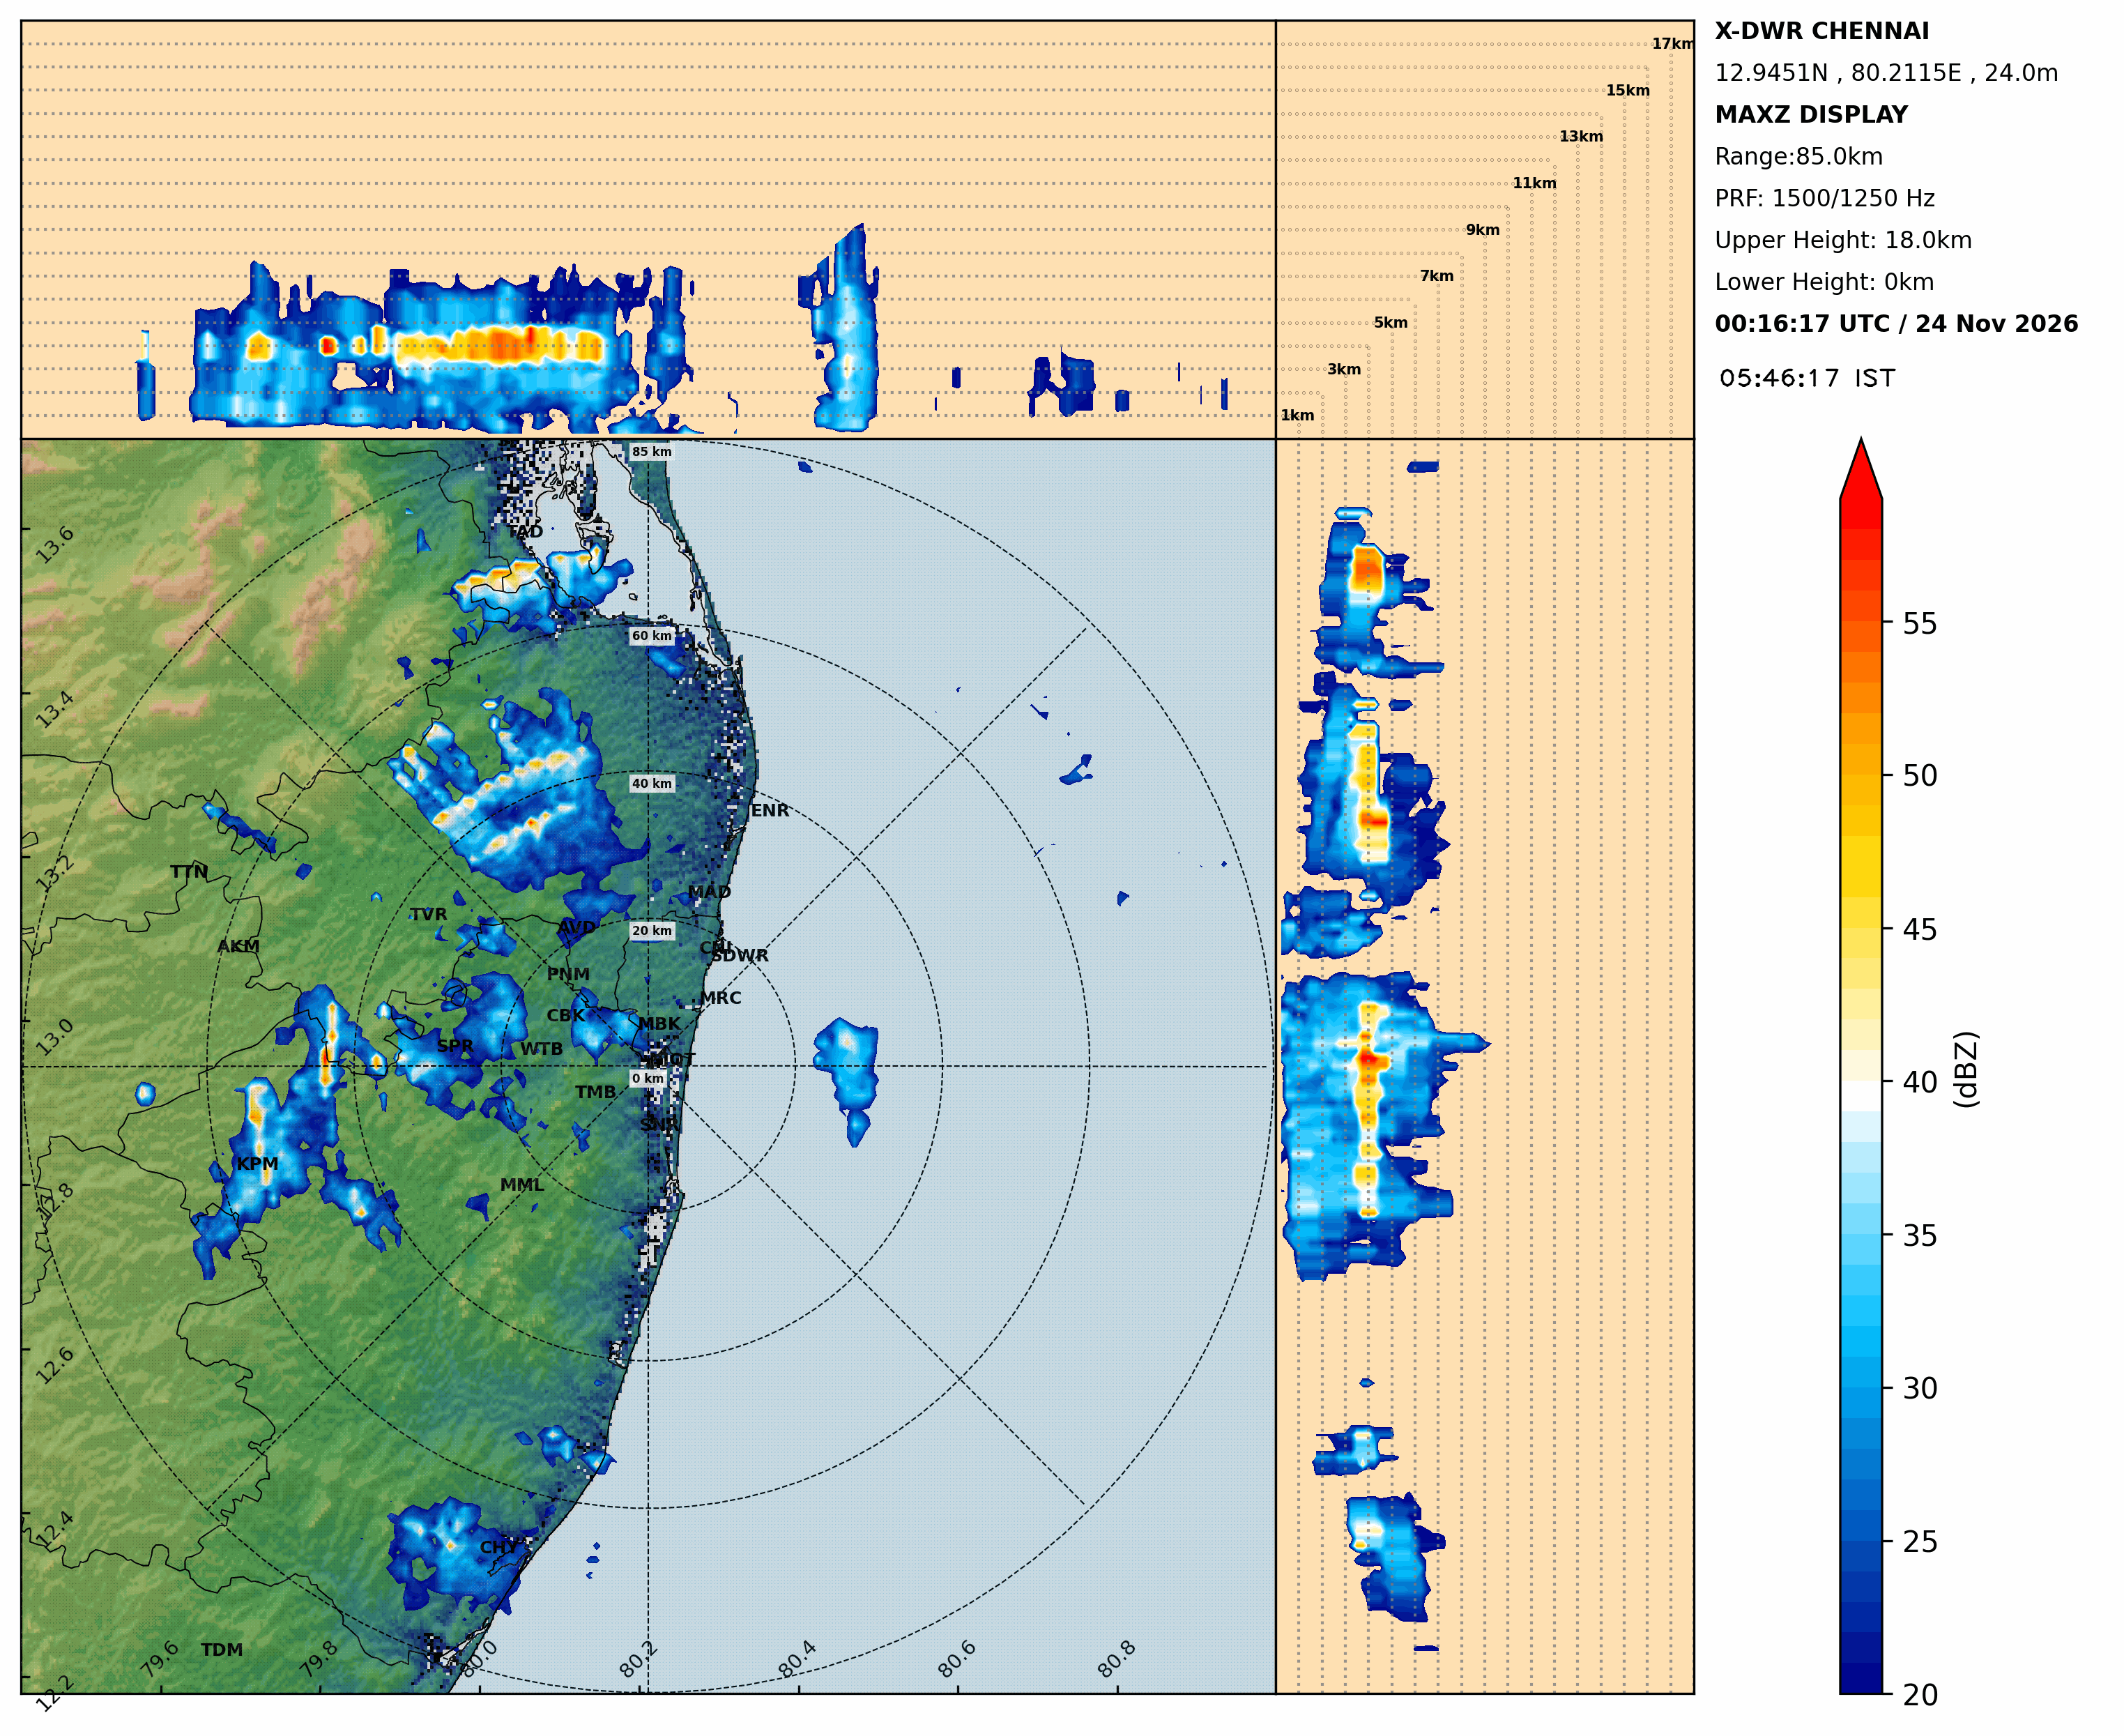 X-DWR CHENNAI
12.9451N , 80.2115E , 24.0m
MAXZ DISPLAY
Range:85.0km
PRF: 1500/1250 Hz
Upper Height: 18.0km
Lower Height: 0km
00:16:17 UTC / 24 Nov 2026
05:46:17 IST
17km
15km
13km
11km
9km
7km
5km
3km
1km
85 km
60 km
40 km
20 km
0 km
TAD
ENR
TTN
MAD
TVR
AVD
AKM
SDWR
PNM
MRC
CBK
MBK
SPR
WTB
TMB
SNR
KPM
MML
CHY
TDM
13.6
13.4
13.2
13.0
12.8
12.6
12.4
12.2
79.6
79.8
80.0
80.2
80.4
80.6
80.8
55
50
45
40
35
30
25
20
(dBZ)